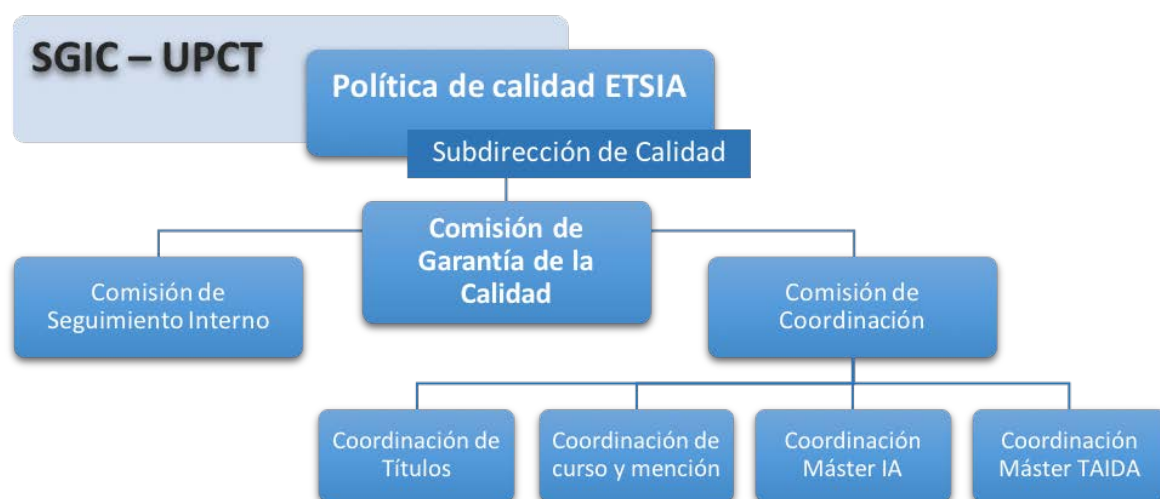 SGIC – UPCT
Política de calidad ETSIA
Subdirección de Calidad
Comisión de
Garantía de la
Calidad
Comisión de
Seguimiento Interno
Comisión de
Coordinación
Coordinación de
Títulos
Coordinación de
curso y mención
Coordinación
Máster IA
Coordinación
Máster TAIDA